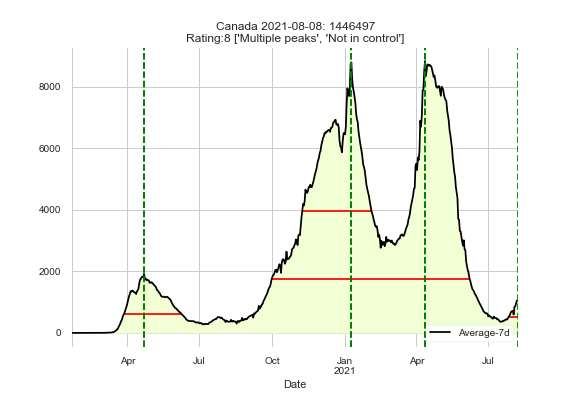 Canada 2021-08-08: 1446497
Rating:8 ['Multiple peaks', 'Not in control']
8000
6000
4000
2000
0
Average-7d
Apr Jul Oct Jan Apr Jul
2021
Date